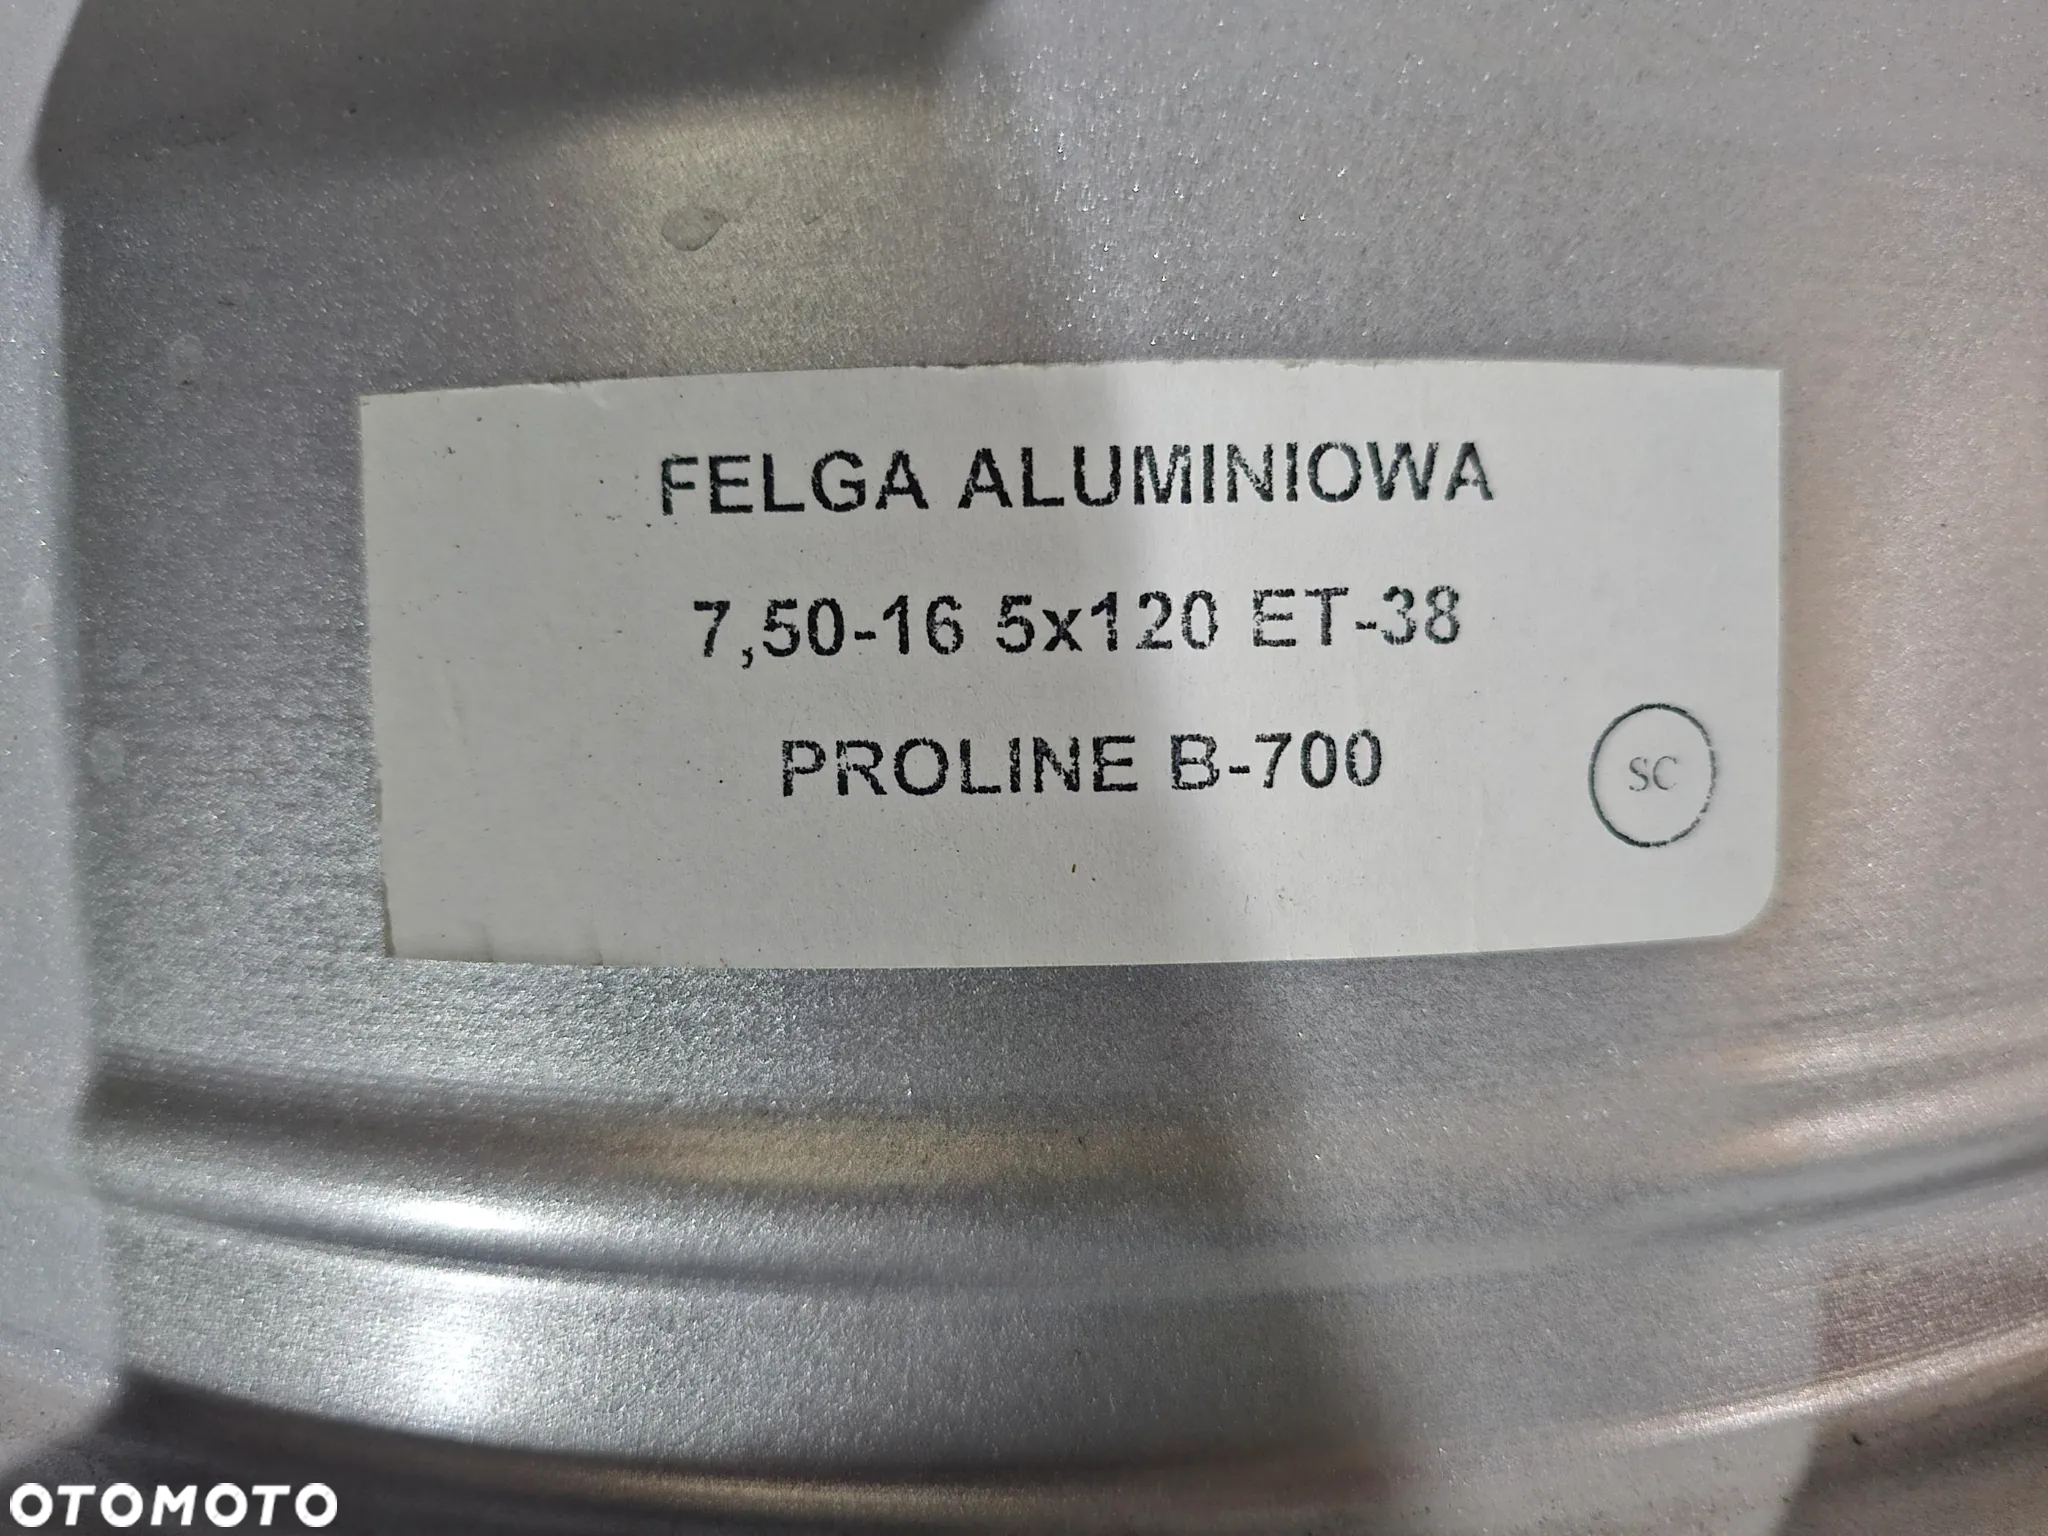 FELGA ALUMINIOWA
7,50-16 5x120 ET-38
PROLINE B-700
SC
OTOMOTO